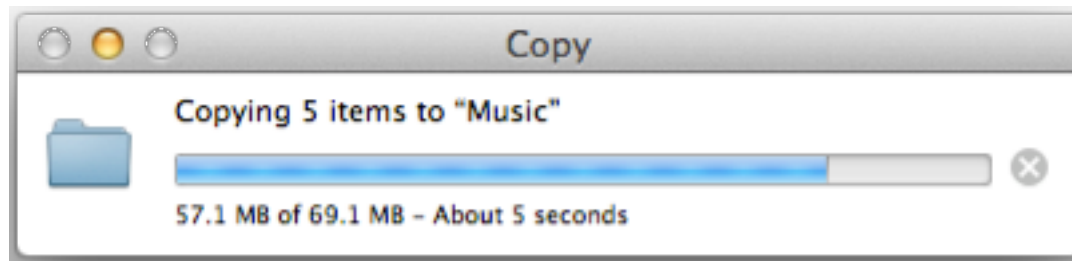 Copy
Copying 5 items to “Music”
57.1 MB of 69.1 MB – About 5 seconds